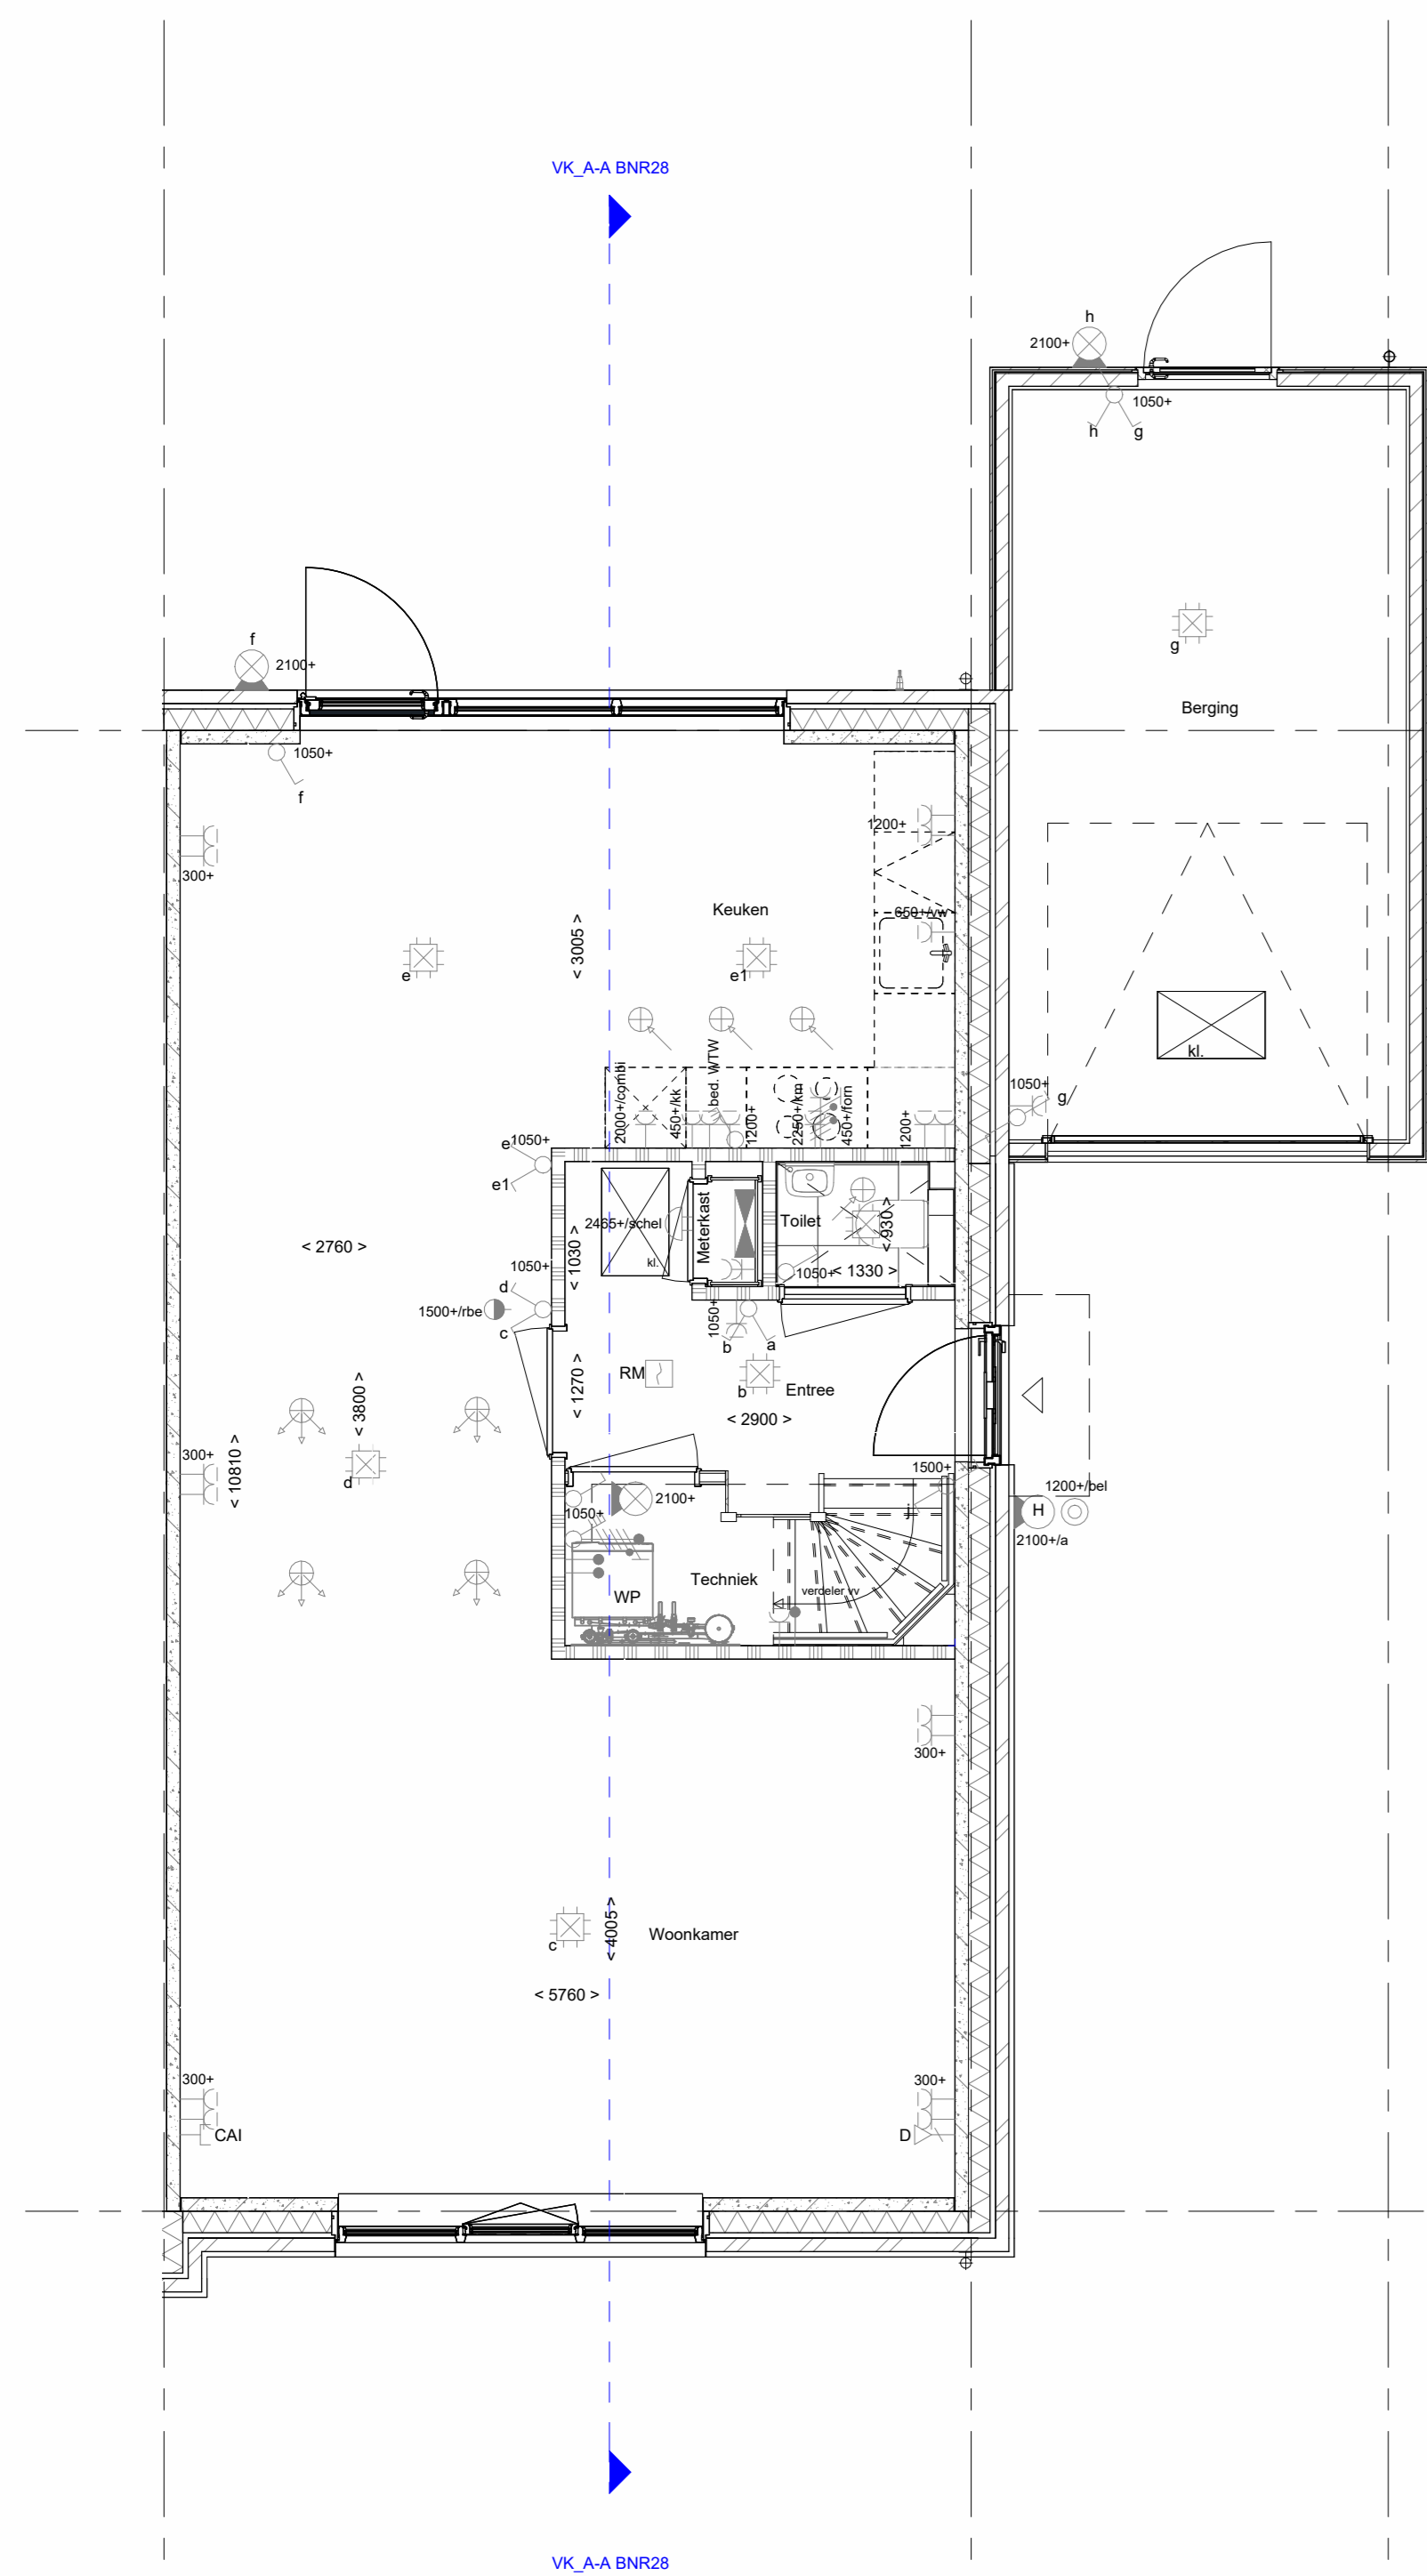 VK_A-A BNR28
h
2100+
1050+
h
g
g
Berging
f
2100+
1050+
f
300+
1200+
Keuken
650+/vw
< 3005 >
e
e1
kl.
1050+
g
2000+/combi
450+/kk
bed. WTW
1200+
2250+/km
450+/forn
1200+
e
1050+
e1
2465+/schel
Meterkast
Toilet
< 930 >
< 2760 >
< 1030 >
kl.
1050+
< 1330 >
1050+
d
1500+/rbe
c
1050+
b
a
RM
b
Entree
< 1270 >
< 2900 >
< 3800 >
300+
< 10810 >
d
1500+
1050+
2100+
j
1200+/bel
H
2100+/a
Techniek
verdeler vv
WP
300+
c
< 4005 >
Woonkamer
< 5760 >
300+
CAI
300+
D
VK_A-A BNR28